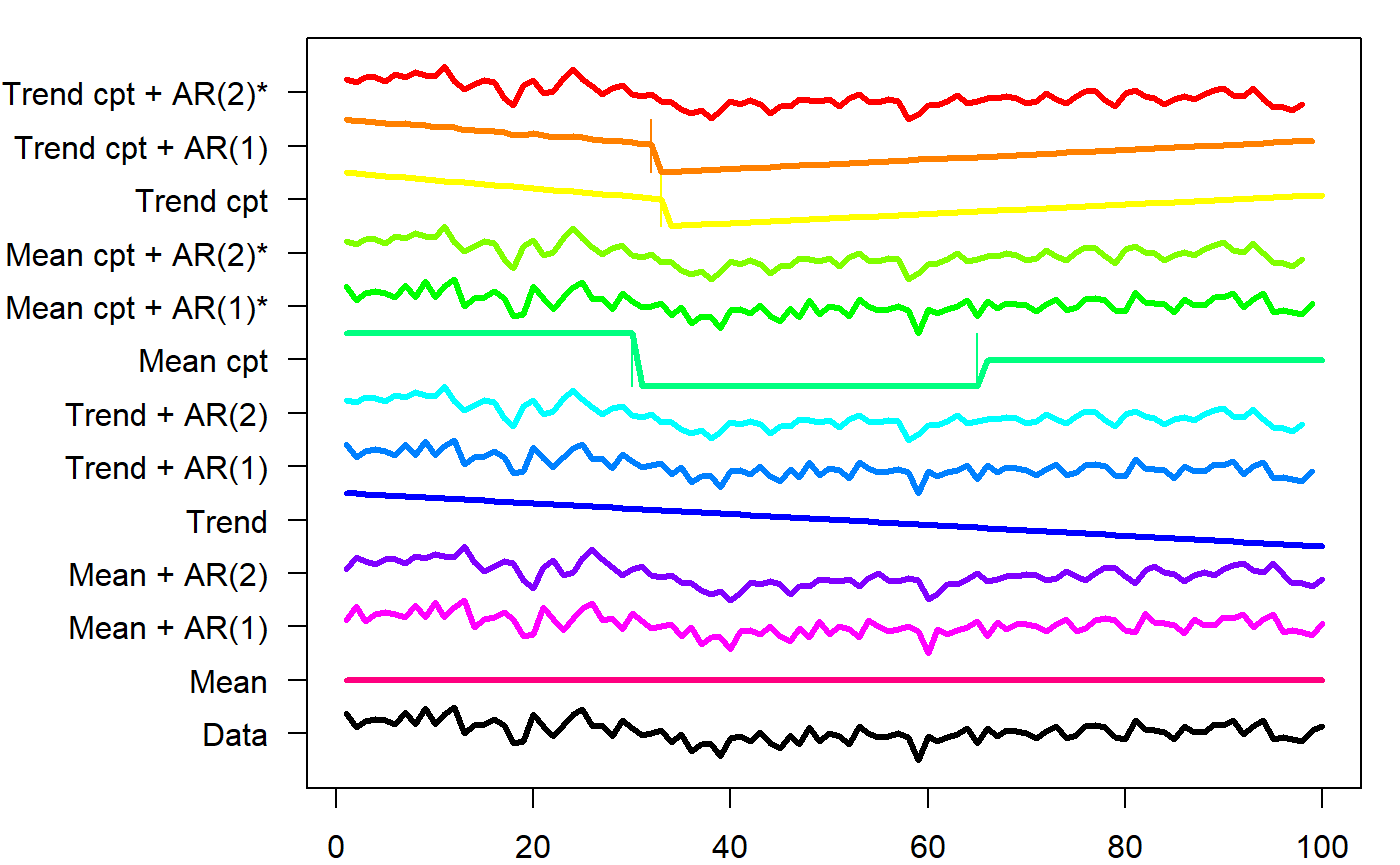 Trend cpt + AR(2)*
Trend cpt + AR(1)
Trend cpt
Mean cpt + AR(2)*
Mean cpt + AR(1)*
Mean cpt
Trend + AR(2)
Trend + AR(1)
Trend
Mean + AR(2)
Mean + AR(1)
Mean
Data
0 20 40 60 80 100